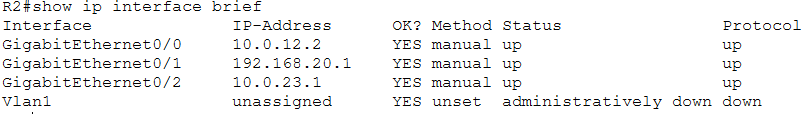 R2#show ip interface brief
Interface IP-Address OK? Method Status Protocol
GigabitEthernet0/0 10.0.12.2 YES manual up up
GigabitEthernet0/1 192.168.20.1 YES manual up up
GigabitEthernet0/2 10.0.23.1 YES manual up up
Vlan1 unassigned YES unset administratively down down